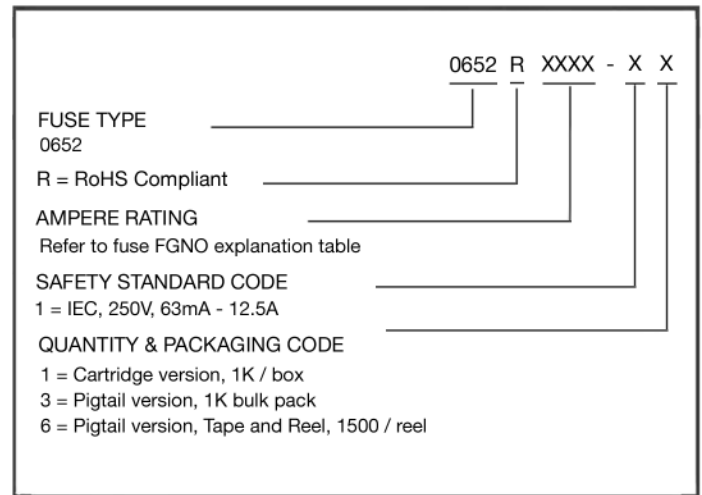 0652 R XXXX - X X
FUSE TYPE
0652
R = RoHS Compliant
AMPERE RATING
Refer to fuse FGNO explanation table
SAFETY STANDARD CODE
1 = IEC, 250V, 63mA - 12.5A
QUANTITY & PACKAGING CODE
1 = Cartridge version, 1K / box
3 = Pigtail version, 1K bulk pack
6 = Pigtail version, Tape and Reel, 1500 / reel